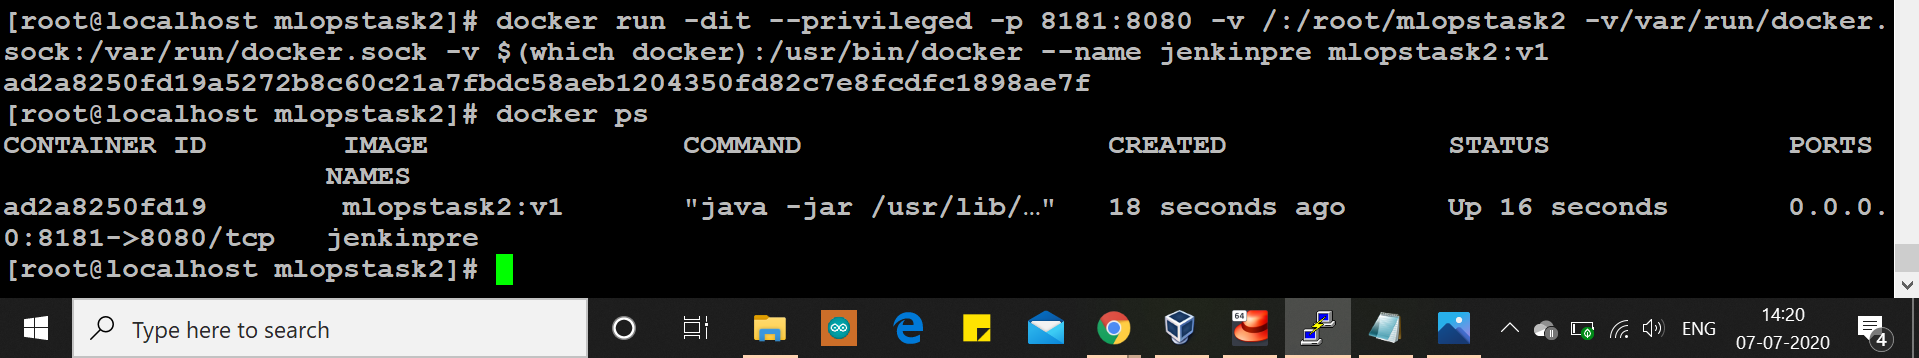 [root@localhost mlopstask2]# docker run -dit --privileged -p 8181:8080 -v /:/root/mlopstask2 -v/var/run/docker.
sock:/var/run/docker.sock -v $(which docker):/usr/bin/docker --name jenkinpre mlopstask2:v1
ad2a8250fd19a5272b8c60c21a7fbdc58aeb1204350fd82c7e8fcdfc1898ae7f
[root@localhost mlopstask2]# docker ps
CONTAINER ID IMAGE COMMAND CREATED STATUS PORTS
NAMES
ad2a8250fd19 mlopstask2:v1 "java -jar /usr/lib/…" 18 seconds ago Up 16 seconds 0.0.0.
0:8181->8080/tcp jenkinpre
[root@localhost mlopstask2]#
Type here to search
64
ENG
14:20
07-07-2020
4